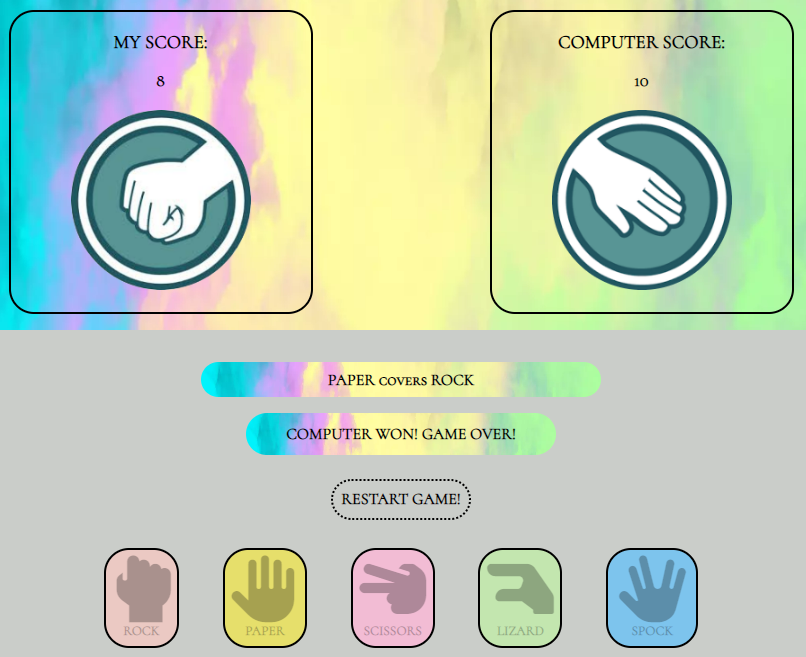 MY SCORE:
8
COMPUTER SCORE:
10
PAPER covers ROCK
COMPUTER WON! GAME OVER!
RESTART GAME!
ROCK
PAPER
SCISSORS
LIZARD
SPOCK